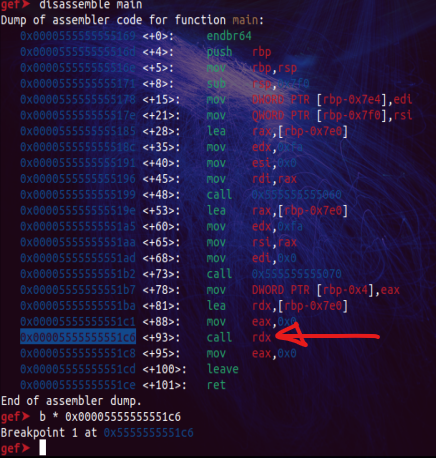 gef➤ disassemble main
Dump of assembler code for function main:
0x0000555555555169 <+0>: endbr64
<+4>: push rbp
<+5>: mov rbp,rsp
0x0000555555555171 <+8>: sub
0x0000555555555178 <+15>: mov DWORD PTR [rbp-0x7e4],edi
<+21>: mov QWORD PTR [rbp-0x7f0],rsi
0x0000555555555185 <+28>: lea rax,[rbp-0x7e0]
0x000055555555518c <+35>: mov edx,0xfa
0x0000555555555191 <+40>: mov esi,0x0
0x0000555555555196 <+45>: mov rdi,rax
0x0000555555555199 <+48>: call 0x555555555060
0x000055555555519e <+53>: lea rax,[rbp-0x7e0]
0x00005555555551a5 <+60>: mov edx,0xfa
0x00005555555551aa <+65>: mov rsi,rax
0x00005555555551ad <+68>: mov edi,0x0
0x00005555555551b2 <+73>: call 0x555555555070
0x00005555555551b7 <+78>: mov DWORD PTR [rbp-0x4],eax
0x00005555555551ba <+81>: lea rdx,[rbp-0x7e0]
0x00005555555551c1 <+88>: mov eax,0x0
0x00005555555551c6 <+93>: call rdx
0x00005555555551c8 <+95>: mov eax,0x0
0x00005555555551cd <+100>: leave
0x00005555555551ce <+101>: ret
End of assembler dump.
gef➤ b * 0x00005555555551c6
Breakpoint 1 at 0x5555555551c6
gef➤